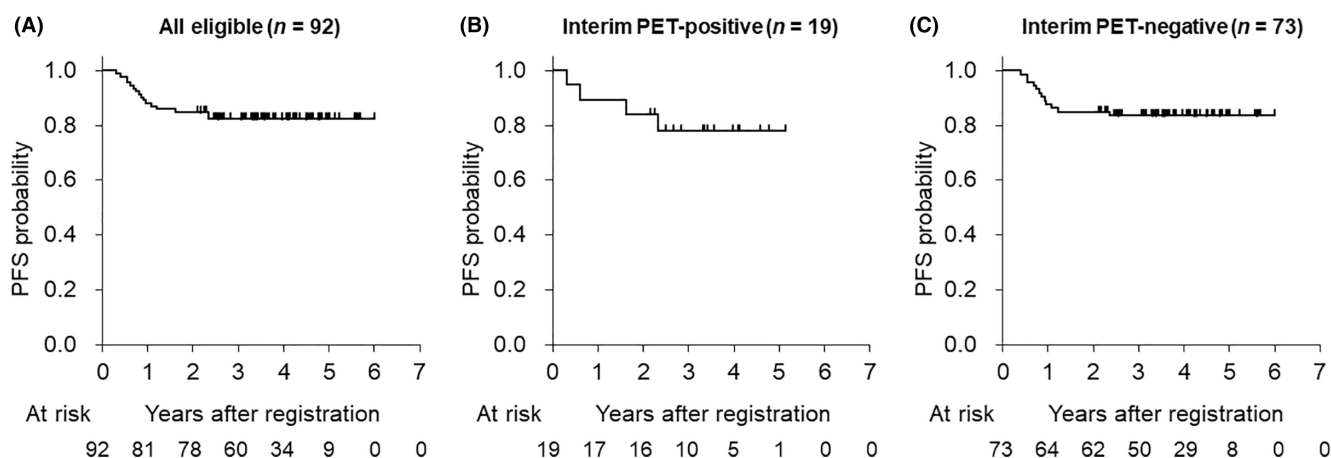 (A) All eligible (n = 92)
1.0
0.8
0.6
0.4
0.2
0.0
PFS probability
0 1 2 3 4 5 6 7
At risk Years after registration
92 81 78 60 34 9 0 0
(B) Interim PET-positive (n = 19)
1.0
0.8
0.6
0.4
0.2
0.0
PFS probability
0 1 2 3 4 5 6 7
At risk Years after registration
19 17 16 10 5 1 0 0
(C) Interim PET-negative (n = 73)
1.0
0.8
0.6
0.4
0.2
0.0
PFS probability
0 1 2 3 4 5 6 7
At risk Years after registration
73 64 62 50 29 8 0 0